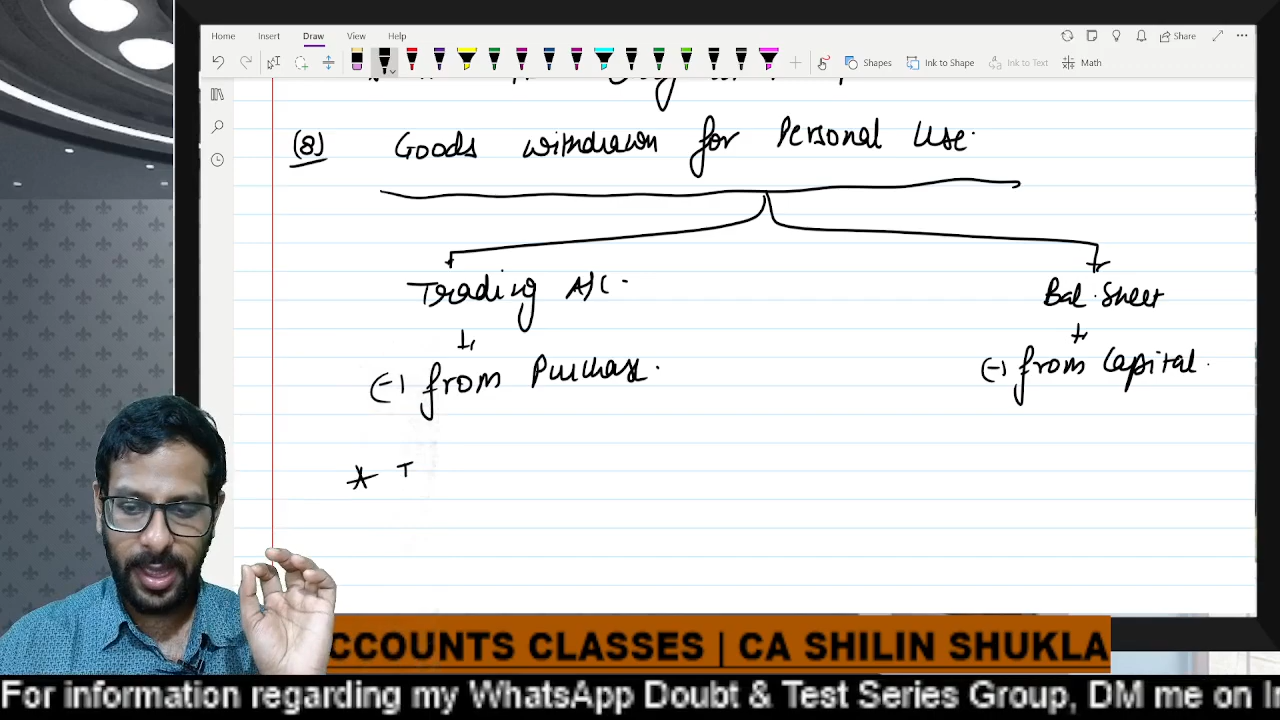 Home Insert Draw View Help
Share
Shapes Ink to Shape Ink to Text Math
(8) Goods withdrawn for Personal Use.
Trading A/C. Bal. Sheet
(-) from Purchase. (-) from Capital.
* T
CCOUNTS CLASSES | CA SHILIN SHUKLA
For information regarding my WhatsApp Doubt & Test Series Group, DM me on I